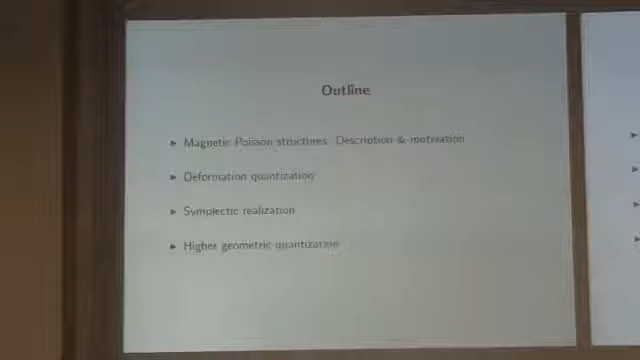 Outline
▸ Magnetic Poisson structures: Description & motivation
▸ Deformation quantization
▸ Symplectic realization
▸ Higher geometric quantization